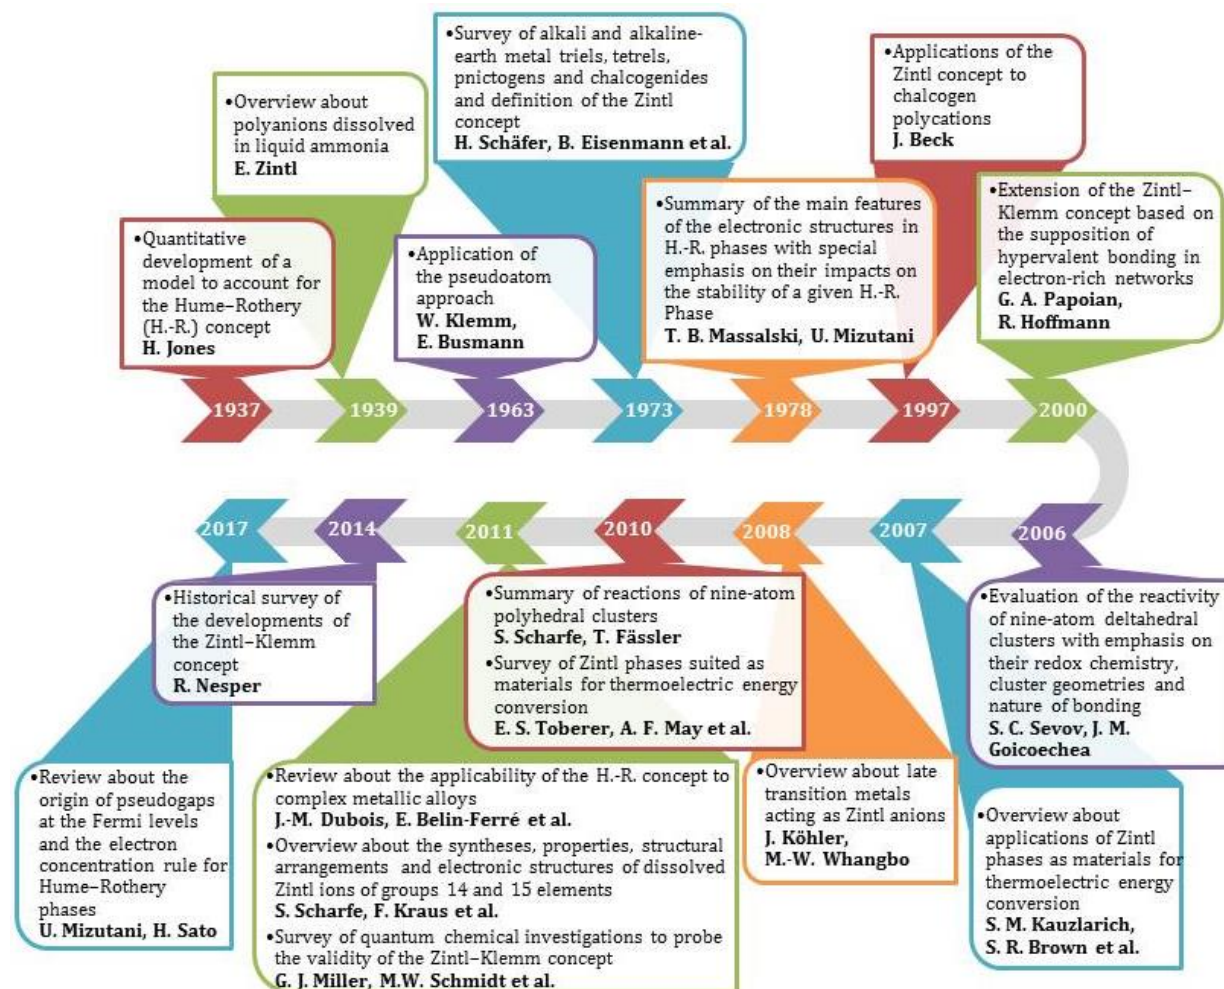 •Survey of alkali and alkaline-
earth metal triels, tetrels,
pnictogens and chalcogenides
and definition of the Zintl
concept
H. Schäfer, B. Eisenmann et al.
•Applications of the
Zintl concept to
chalcogen
polycations
J. Beck
•Overview about
polyanions dissolved
in liquid ammonia
E. Zintl
•Quantitative
development of a
model to account for
the Hume–Rothery
(H.-R.) concept
H. Jones
•Application of
the pseudoatom
approach
W. Klemm,
E. Busmann
•Summary of the main features
of the electronic structures in
H.-R. phases with special
emphasis on their impacts on
the stability of a given H.-R.
Phase
T. B. Massalski, U. Mizutani
•Extension of the Zintl–
Klemm concept based on
the supposition of
hypervalent bonding in
electron-rich networks
G. A. Papoian,
R. Hoffmann
1937
1939
1963
1973
1978
1997
2000
2017
2014
2011
2010
2008
2007
2006
•Historical survey of
the developments of
the Zintl–Klemm
concept
R. Nesper
•Summary of reactions of nine-atom
polyhedral clusters
S. Scharfe, T. Fässler
•Survey of Zintl phases suited as
materials for thermoelectric energy
conversion
E. S. Toberer, A. F. May et al.
•Evaluation of the reactivity
of nine-atom deltahedral
clusters with emphasis on
their redox chemistry,
cluster geometries and
nature of bonding
S. C. Sevov, J. M.
Goicoechea
•Review about the
origin of pseudogaps
at the Fermi levels
and the electron
concentration rule for
Hume–Rothery
phases
U. Mizutani, H. Sato
•Review about the applicability of the H.-R. concept to
complex metallic alloys
J.-M. Dubois, E. Belin-Ferré et al.
•Overview about the syntheses, properties, structural
arrangements and electronic structures of dissolved
Zintl ions of groups 14 and 15 elements
S. Scharfe, F. Kraus et al.
•Survey of quantum chemical investigations to probe
the validity of the Zintl–Klemm concept
G. J. Miller, M.W. Schmidt et al.
•Overview about late
transition metals
acting as Zintl anions
J. Köhler,
M.-W. Whangbo
•Overview about
applications of Zintl
phases as materials for
thermoelectric energy
conversion
S. M. Kauzlarich,
S. R. Brown et al.